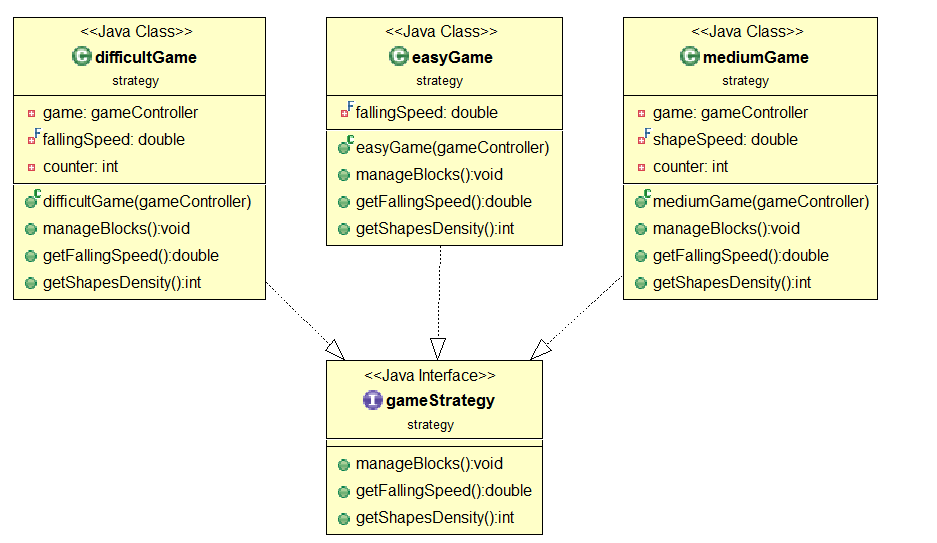 <<Java Class>>
difficultGame
strategy
game: gameController
fallingSpeed: double
counter: int
difficultGame(gameController)
manageBlocks():void
getFallingSpeed():double
getShapesDensity():int
<<Java Class>>
easyGame
strategy
fallingSpeed: double
easyGame(gameController)
manageBlocks():void
getFallingSpeed():double
getShapesDensity():int
<<Java Class>>
mediumGame
strategy
game: gameController
shapeSpeed: double
counter: int
mediumGame(gameController)
manageBlocks():void
getFallingSpeed():double
getShapesDensity():int
<<Java Interface>>
gameStrategy
strategy
manageBlocks():void
getFallingSpeed():double
getShapesDensity():int